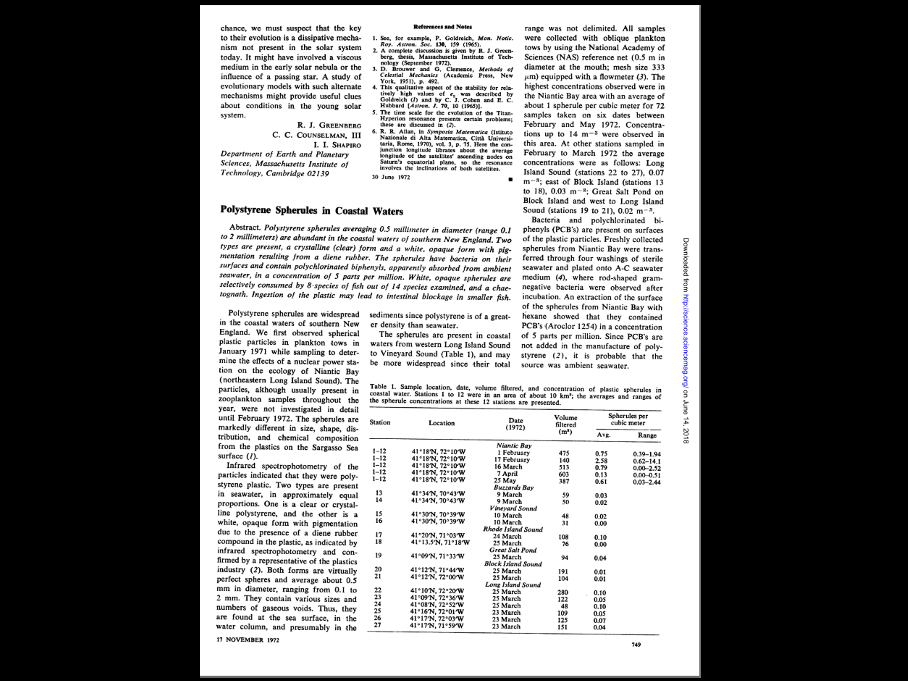 chance, we must suspect that the key
to their evolution is a dissipative mecha-
nism not present in the solar system
today. It might have involved a viscous
medium in the early solar nebula or the
influence of a passing star. A study of
evolutionary models with such alternate
mechanisms might provide useful clues
about conditions in the young solar
system.
R. J. GREENBERG
C. C. COUNSELMAN, III
I. I. SHAPIRO
Department of Earth and Planetary
Sciences, Massachusetts Institute of
Technology, Cambridge 02139
References and Notes
1. See, for example, P. Goldreich, Mon. Notic.
Roy. Astron. Soc. 130, 159 (1965).
2. A complete discussion is given by R. J. Green-
berg, thesis, Massachusetts Institute of Tech-
nology (September 1972).
3. D. Brouwer and G. Clemence, Methods of
Celestial Mechanics (Academic Press, New
York, 1951), p. 492.
4. This qualitative aspect of the stability for rela-
tively high values of e, was described by
Goldreich (1) and by C. J. Cohen and E. C.
Hubbard [Astron. J. 70, 10 (1965)].
5. The time scale for the evolution of the Titan-
Hyperion resonance presents certain problems;
these are discussed in (2).
6. R. R. Allan, in Symposia Matematica (Istituto
Nazionale di Alta Matematica, Città Universi-
taria, Rome, 1970), vol. 3, p. 75. Here the con-
junction longitude librates about the average
longitude of the satellites' ascending nodes on
Saturn's equatorial plane, so the resonance
involves the inclinations of both satellites.
30 June 1972
Polystyrene Spherules in Coastal Waters
Abstract. Polystyrene spherules averaging 0.5 millimeter in diameter (range 0.1
to 2 millimeters) are abundant in the coastal waters of southern New England. Two
types are present, a crystalline (clear) form and a white, opaque form with pig-
mentation resulting from a diene rubber. The spherules have bacteria on their
surfaces and contain polychlorinated biphenyls, apparently absorbed from ambient
seawater, in a concentration of 5 parts per million. White, opaque spherules are
selectively consumed by 8 species of fish out of 14 species examined, and a chae-
tognath. Ingestion of the plastic may lead to intestinal blockage in smaller fish.
Polystyrene spherules are widespread
in the coastal waters of southern New
England. We first observed spherical
plastic particles in plankton tows in
January 1971 while sampling to deter-
mine the effects of a nuclear power sta-
tion on the ecology of Niantic Bay
(northeastern Long Island Sound). The
particles, although usually present in
zooplankton samples throughout the
year, were not investigated in detail
until February 1972. The spherules are
markedly different in size, shape, dis-
tribution, and chemical composition
from the plastics on the Sargasso Sea
surface (1).
Infrared spectrophotometry of the
particles indicated that they were poly-
styrene plastic. Two types are present
in seawater, in approximately equal
proportions. One is a clear or crystal-
line polystyrene, and the other is a
white, opaque form with pigmentation
due to the presence of a diene rubber
compound in the plastic, as indicated by
infrared spectrophotometry and con-
firmed by a representative of the plastics
industry (2). Both forms are virtually
perfect spheres and average about 0.5
mm in diameter, ranging from 0.1 to
2 mm. They contain various sizes and
numbers of gaseous voids. Thus, they
are found at the sea surface, in the
water column, and presumably in the
sediments since polystyrene is of a great-
er density than seawater.
The spherules are present in coastal
waters from western Long Island Sound
to Vineyard Sound (Table 1), and may
be more widespread since their total
range was not delimited. All samples
were collected with oblique plankton
tows by using the National Academy of
Sciences (NAS) reference net (0.5 m in
diameter at the mouth; mesh size 333
μm) equipped with a flowmeter (3). The
highest concentrations observed were in
the Niantic Bay area with an average of
about 1 spherule per cubic meter for 72
samples taken on six dates between
February and May 1972. Concentra-
tions up to 14 m⁻³ were observed in
this area. At other stations sampled in
February to March 1972 the average
concentrations were as follows: Long
Island Sound (stations 22 to 27), 0.07
m⁻³; east of Block Island (stations 13
to 18), 0.03 m⁻³; Great Salt Pond on
Block Island and west to Long Island
Sound (stations 19 to 21), 0.02 m⁻³.
Bacteria and polychlorinated bi-
phenyls (PCB's) are present on surfaces
of the plastic particles. Freshly collected
spherules from Niantic Bay were trans-
ferred through four washings of sterile
seawater and plated onto A-C seawater
medium (4), where rod-shaped gram-
negative bacteria were observed after
incubation. An extraction of the surface
of the spherules from Niantic Bay with
hexane showed that they contained
PCB's (Aroclor 1254) in a concentration
of 5 parts per million. Since PCB's are
not added in the manufacture of poly-
styrene (2), it is probable that the
source was ambient seawater.
Table 1. Sample location, date, volume filtered, and concentration of plastic spherules in
coastal water. Stations 1 to 12 were in an area of about 10 km²; the averages and ranges of
the spherule concentrations at these 12 stations are presented.
Station Location Date (1972) Volume filtered (m³) Spherules per cubic meter
Avg. Range
Niantic Bay
1–12 41°18'N, 72°10'W 1 February 475 0.75 0.39–1.94
1–12 41°18'N, 72°10'W 17 February 140 2.58 0.62–14.1
1–12 41°18'N, 72°10'W 16 March 513 0.79 0.00–2.52
1–12 41°18'N, 72°10'W 7 April 603 0.13 0.00–0.51
1–12 41°18'N, 72°10'W 25 May 387 0.61 0.03–2.44
Buzzards Bay
13 41°34'N, 70°43'W 9 March 59 0.03
14 41°34'N, 70°43'W 9 March 50 0.02
Vineyard Sound
15 41°30'N, 70°39'W 10 March 48 0.02
16 41°30'N, 70°39'W 10 March 31 0.00
Rhode Island Sound
17 41°20'N, 71°03'W 24 March 108 0.10
18 41°13.5'N, 71°18'W 25 March 76 0.00
Great Salt Pond
19 41°09'N, 71°33'W 25 March 94 0.04
Block Island Sound
20 41°12'N, 71°44'W 25 March 191 0.01
21 41°12'N, 72°00'W 25 March 104 0.01
Long Island Sound
22 41°10'N, 72°20'W 25 March 280 0.10
23 41°09'N, 72°36'W 25 March 122 0.05
24 41°08'N, 72°52'W 25 March 48 0.10
25 41°16'N, 72°01'W 23 March 109 0.05
26 41°17'N, 72°03'W 23 March 125 0.07
27 41°17'N, 71°59'W 23 March 151 0.04
17 NOVEMBER 1972
749
Downloaded from http://science.sciencemag.org/ on June 14, 2018